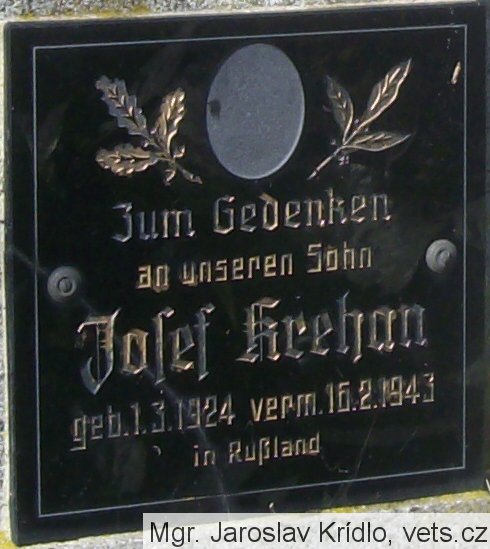 Zum Gedenken
an unseren Sohn
Josef Krehan
geb. 1.3.1924 verm. 16.2.1943
in Rußland
Mgr. Jaroslav Krídlo, vets.cz